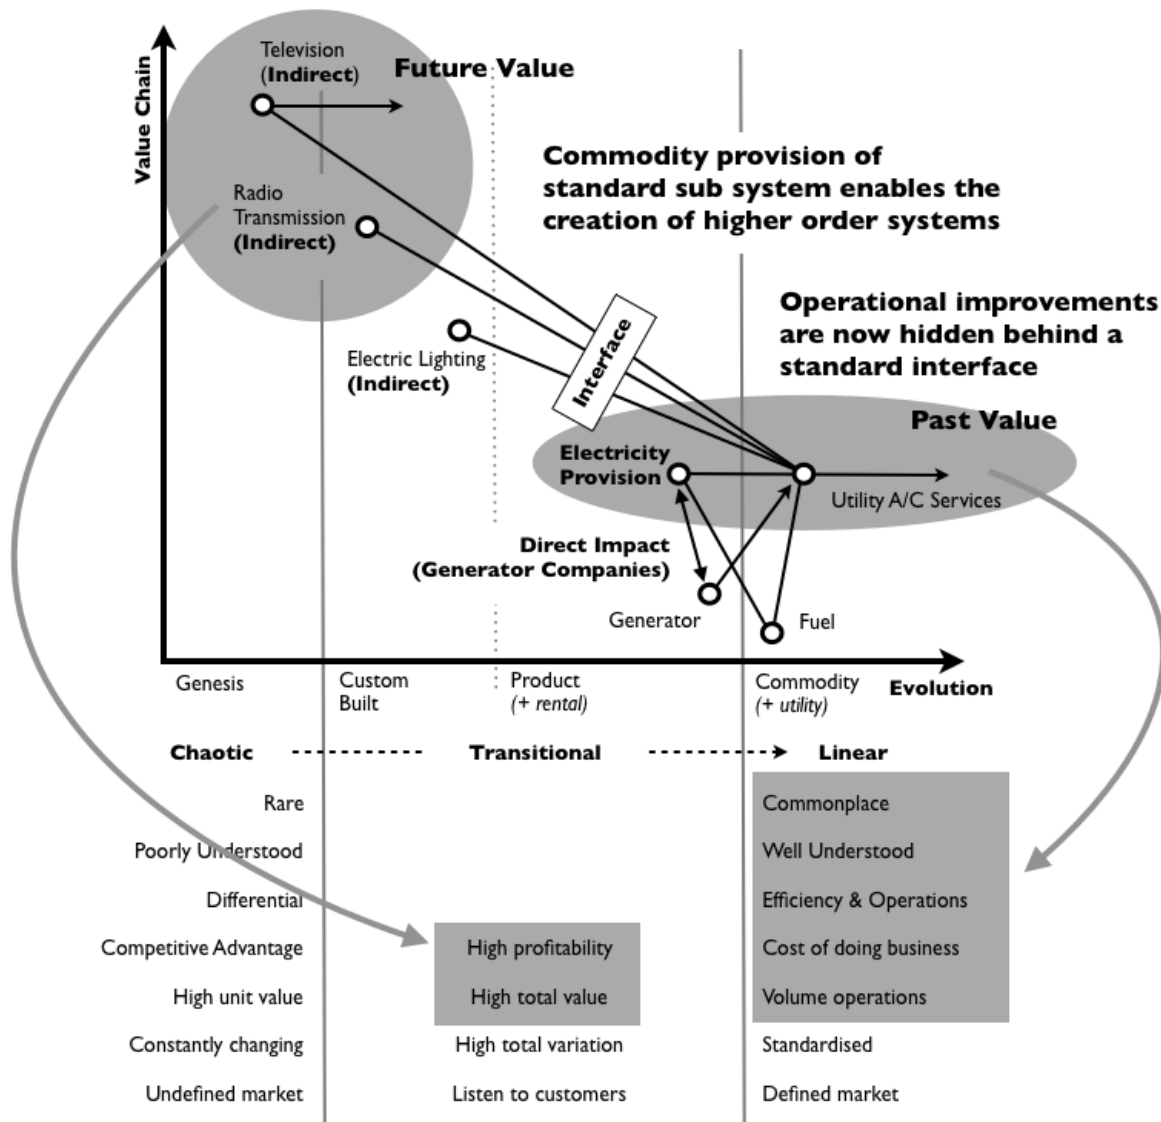 Television
(Indirect)
Future Value
Value Chain
Commodity provision of
standard sub system enables the
creation of higher order systems
Radio
Transmission
(Indirect)
Operational improvements
are now hidden behind a
standard interface
Interface
Electric Lighting
(Indirect)
Past Value
Electricity
Provision
Utility A/C Services
Direct Impact
(Generator Companies)
Generator
Fuel
Genesis
Custom
Built
Product
(+ rental)
Commodity
(+ utility)
Evolution
Chaotic
Transitional
Linear
Rare
Commonplace
Poorly Understood
Well Understood
Differential
Efficiency & Operations
Competitive Advantage
High profitability
Cost of doing business
High unit value
High total value
Volume operations
Constantly changing
High total variation
Standardised
Undefined market
Listen to customers
Defined market